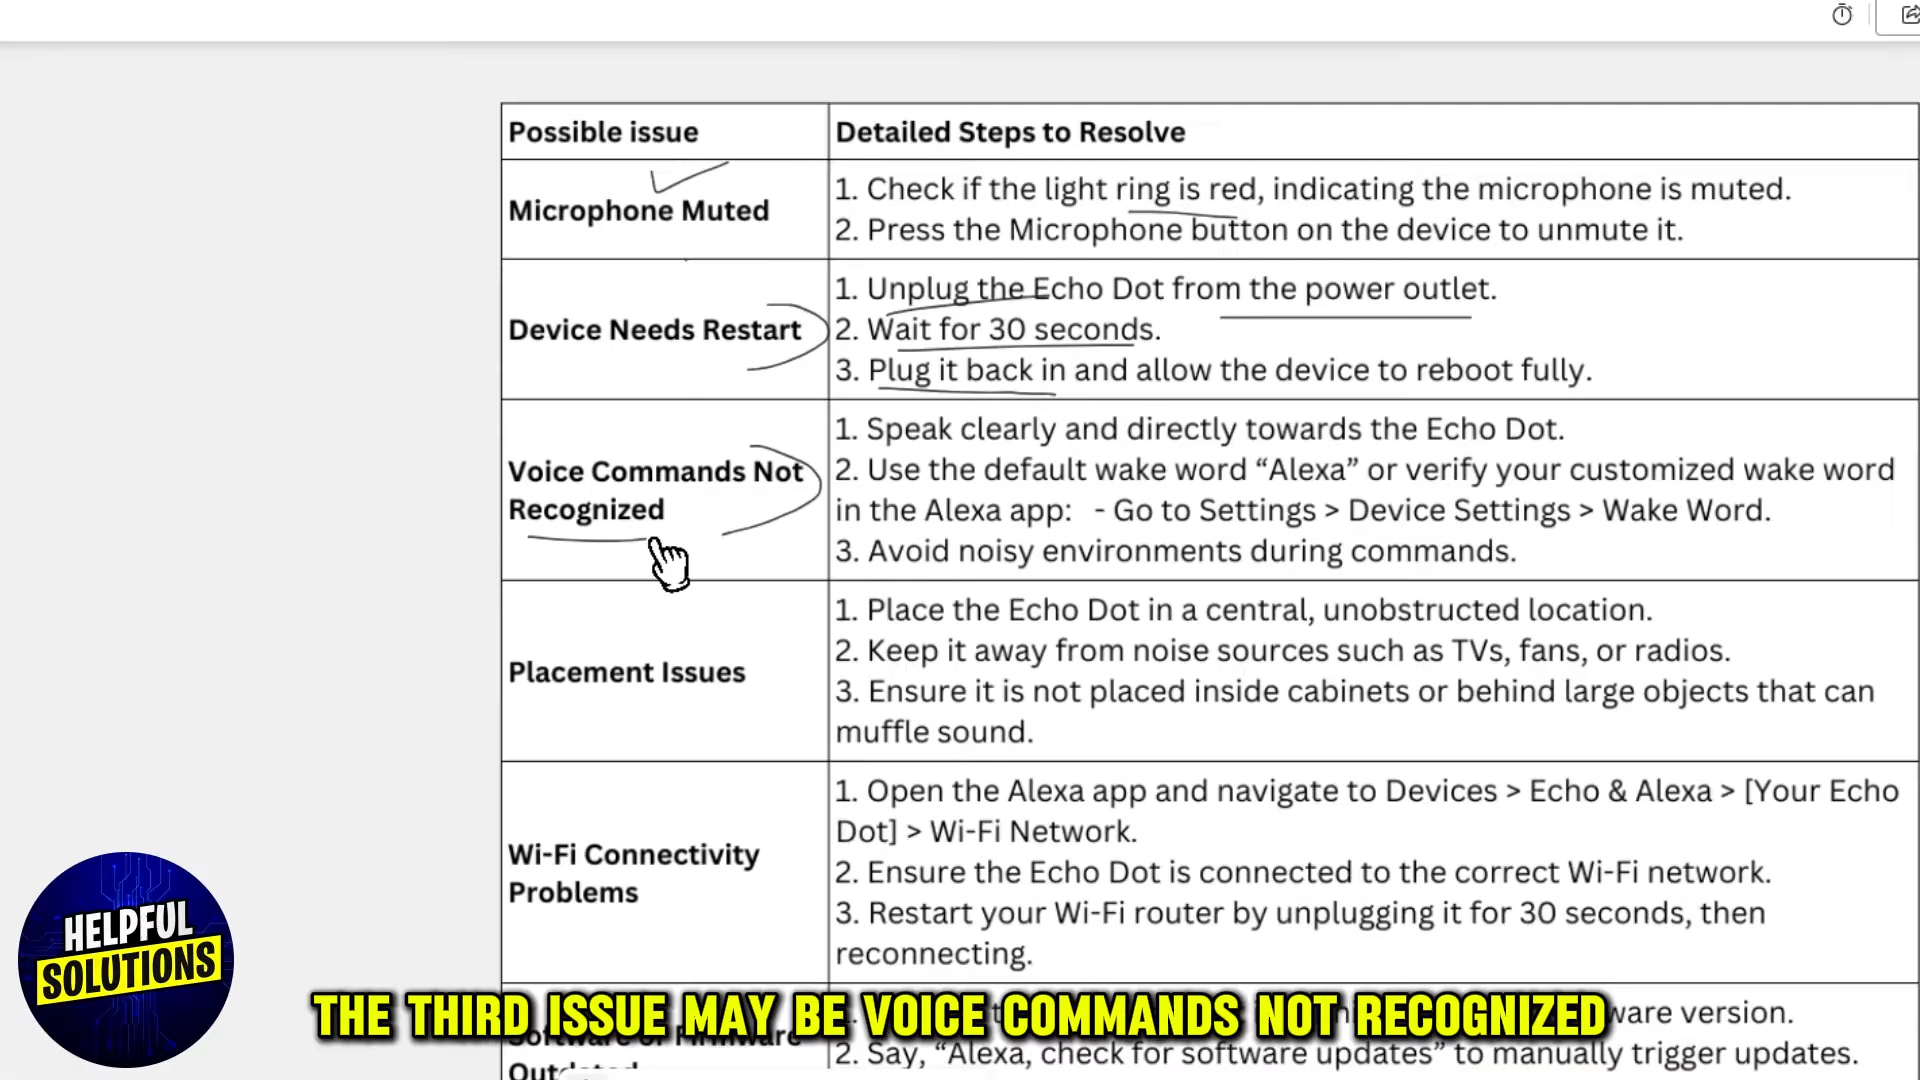 Possible issue
Detailed Steps to Resolve
Microphone Muted
1. Check if the light ring is red, indicating the microphone is muted.
2. Press the Microphone button on the device to unmute it.
Device Needs Restart
1. Unplug the Echo Dot from the power outlet.
2. Wait for 30 seconds.
3. Plug it back in and allow the device to reboot fully.
Voice Commands Not
Recognized
1. Speak clearly and directly towards the Echo Dot.
2. Use the default wake word “Alexa” or verify your customized wake word
in the Alexa app: - Go to Settings > Device Settings > Wake Word.
3. Avoid noisy environments during commands.
Placement Issues
1. Place the Echo Dot in a central, unobstructed location.
2. Keep it away from noise sources such as TVs, fans, or radios.
3. Ensure it is not placed inside cabinets or behind large objects that can
muffle sound.
Wi-Fi Connectivity
Problems
1. Open the Alexa app and navigate to Devices > Echo & Alexa > [Your Echo
Dot] > Wi-Fi Network.
2. Ensure the Echo Dot is connected to the correct Wi-Fi network.
3. Restart your Wi-Fi router by unplugging it for 30 seconds, then
reconnecting.
Software or Firmware
version.
2. Say, “Alexa, check for software updates” to manually trigger updates.
HELPFUL
SOLUTIONS
THE THIRD ISSUE MAY BE VOICE COMMANDS NOT RECOGNIZED